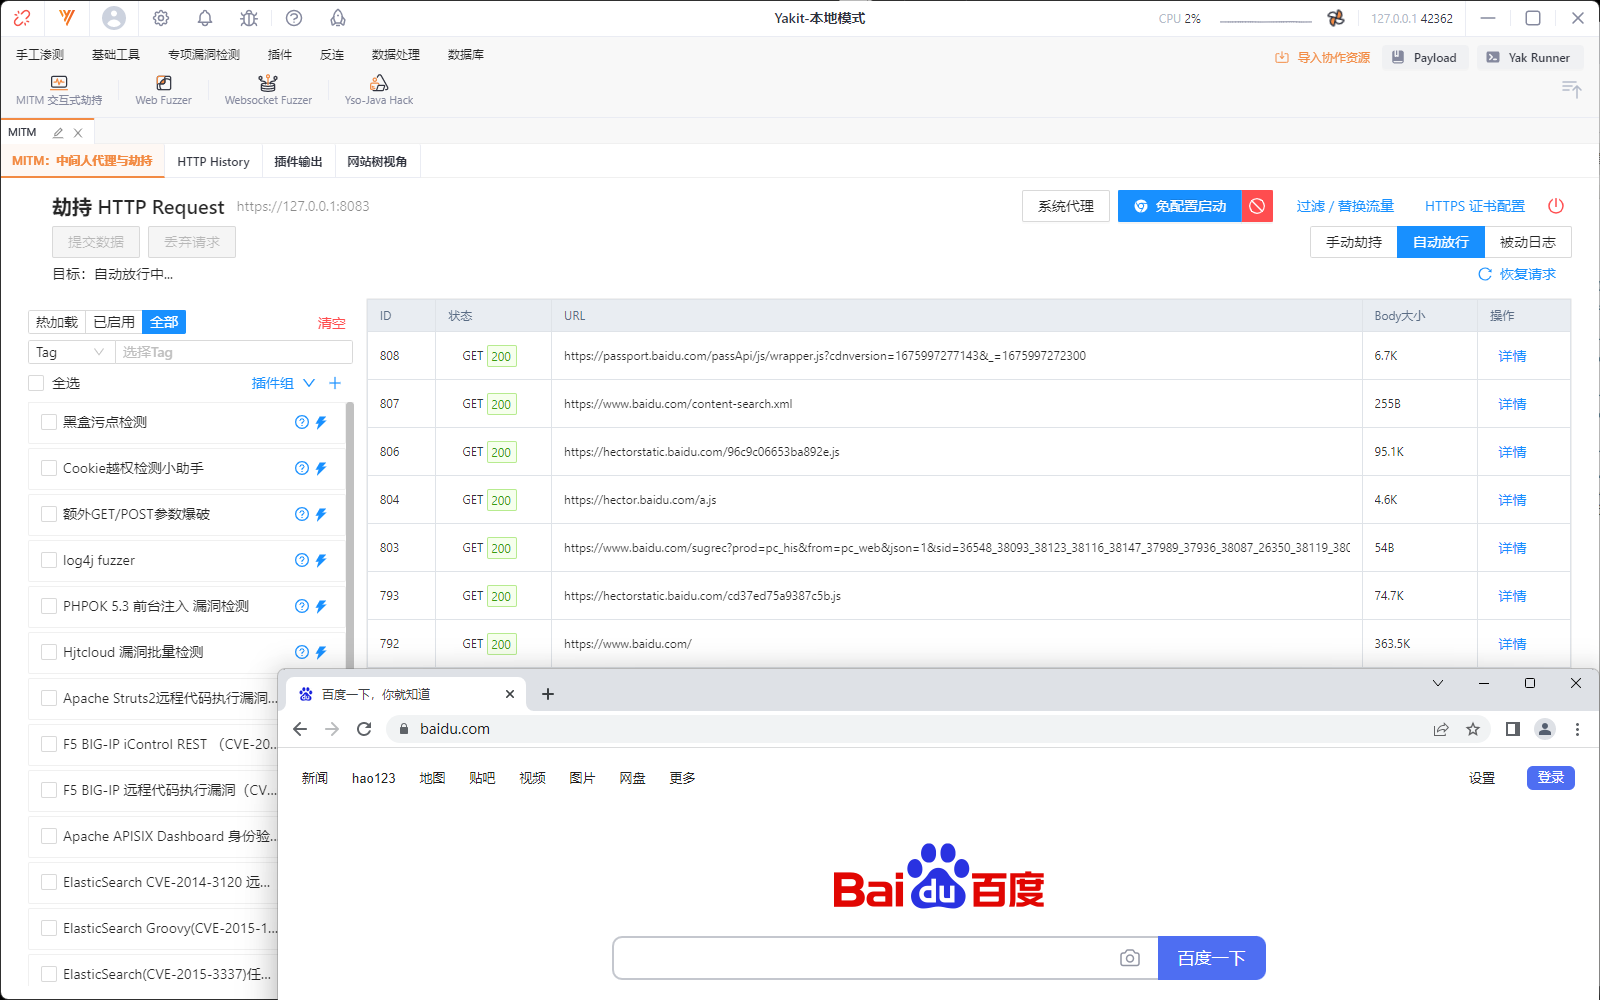 Yakit-本地模式
CPU 2%
127.0.0.1 42362
手工渗测 基础工具 专项漏洞检测 插件 反连 数据处理 数据库
导入协作资源 Payload Yak Runner
MITM 交互式劫持 Web Fuzzer Websocket Fuzzer Yso-Java Hack
MITM
MITM：中间人代理与劫持 HTTP History 插件输出 网站树视角
劫持 HTTP Request https://127.0.0.1:8083
系统代理 免配置启动 过滤 / 替换流量 HTTPS 证书配置
提交数据 丢弃请求
手动劫持 自动放行 被动日志
目标：自动放行中...
恢复请求
热加载 已启用 全部 清空
Tag 选择Tag
全选 插件组
黑盒污点检测
Cookie越权检测小助手
额外GET/POST参数爆破
log4j fuzzer
PHPOK 5.3 前台注入 漏洞检测
Hjtcloud 漏洞批量检测
Apache Struts2远程代码执行漏洞...
F5 BIG-IP iControl REST （CVE-20...
F5 BIG-IP 远程代码执行漏洞（CV...
Apache APISIX Dashboard 身份验...
ElasticSearch CVE-2014-3120 远...
ElasticSearch Groovy(CVE-2015-1...
ElasticSearch(CVE-2015-3337)任...
ID 状态 URL Body大小 操作
808 GET 200 https://passport.baidu.com/passApi/js/wrapper.js?cdnversion=1675997277143&_=1675997272300 6.7K 详情
807 GET 200 https://www.baidu.com/content-search.xml 255B 详情
806 GET 200 https://hectorstatic.baidu.com/96c9c06653ba892e.js 95.1K 详情
804 GET 200 https://hector.baidu.com/a.js 4.6K 详情
803 GET 200 https://www.baidu.com/sugrec?prod=pc_his&from=pc_web&json=1&sid=36548_38093_38123_38116_38147_37989_37936_38087_26350_38119_380 54B 详情
793 GET 200 https://hectorstatic.baidu.com/cd37ed75a9387c5b.js 74.7K 详情
792 GET 200 https://www.baidu.com/ 363.5K 详情
百度一下，你就知道
baidu.com
新闻 hao123 地图 贴吧 视频 图片 网盘 更多 设置 登录
Bai du 百度
百度一下